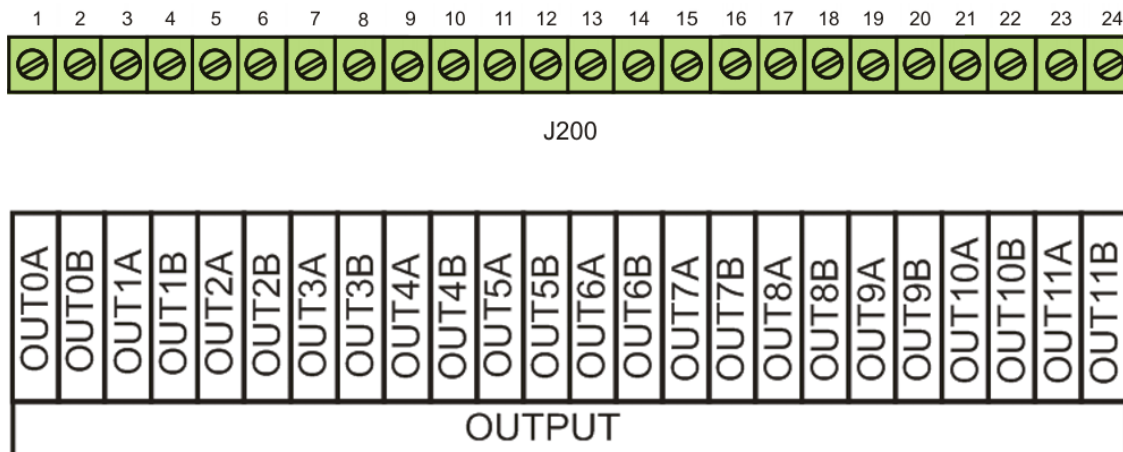 1 2 3 4 5 6 7 8 9 10 11 12 13 14 15 16 17 18 19 20 21 22 23 24
J200
OUT0A OUT0B OUT1A OUT1B OUT2A OUT2B OUT3A OUT3B OUT4A OUT4B OUT5A OUT5B OUT6A OUT6B OUT7A OUT7B OUT8A OUT8B OUT9A OUT9B OUT10A OUT10B OUT11A OUT11B
OUTPUT